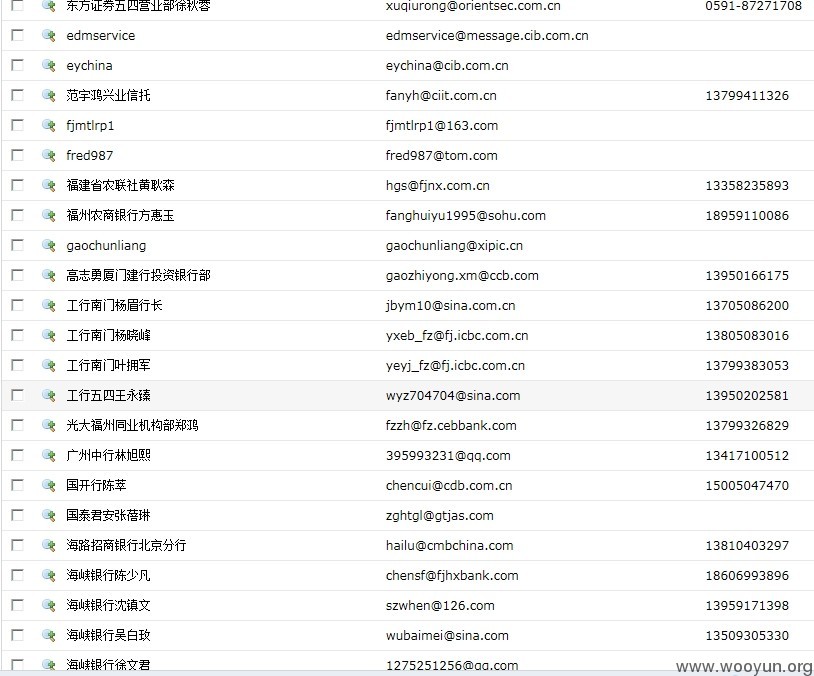 东方证券五四营业部徐秋蓉 xuqiurong@orientsec.com.cn 0591-87271708
edmservice edmservice@message.cib.com.cn
eychina eychina@cib.com.cn
范宇鸿兴业信托 fanyh@ciit.com.cn 13799411326
fjmtlrp1 fjmtlrp1@163.com
fred987 fred987@tom.com
福建省农联社黄耿森 hgs@fjnx.com.cn 13358235893
福州农商银行方惠玉 fanghuiyu1995@sohu.com 18959110086
gaochunliang gaochunliang@xipic.cn
高志勇厦门建行投资银行部 gaozhiyong.xm@ccb.com 13950166175
工行南门杨眉行长 jbym10@sina.com.cn 13705086200
工行南门杨晓峰 yxeb_fz@fj.icbc.com.cn 13805083016
工行南门叶拥军 yeyj_fz@fj.icbc.com.cn 13799383053
工行五四王永臻 wyz704704@sina.com 13950202581
光大福州同业机构部郑鸿 fzzh@fz.cebbank.com 13799326829
广州中行林旭熙 395993231@qq.com 13417100512
国开行陈萃 chencui@cdb.com.cn 15005047470
国泰君安张蓓琳 zghtgl@gtjas.com
海路招商银行北京分行 hailu@cmbchina.com 13810403297
海峡银行陈少凡 chensf@fjhxbank.com 18606993896
海峡银行沈镇文 szwhen@126.com 13959171398
海峡银行吴白玫 wubaimei@sina.com 13509305330
海峡银行徐文君 1275251256@qq.com
www.wooyun.org